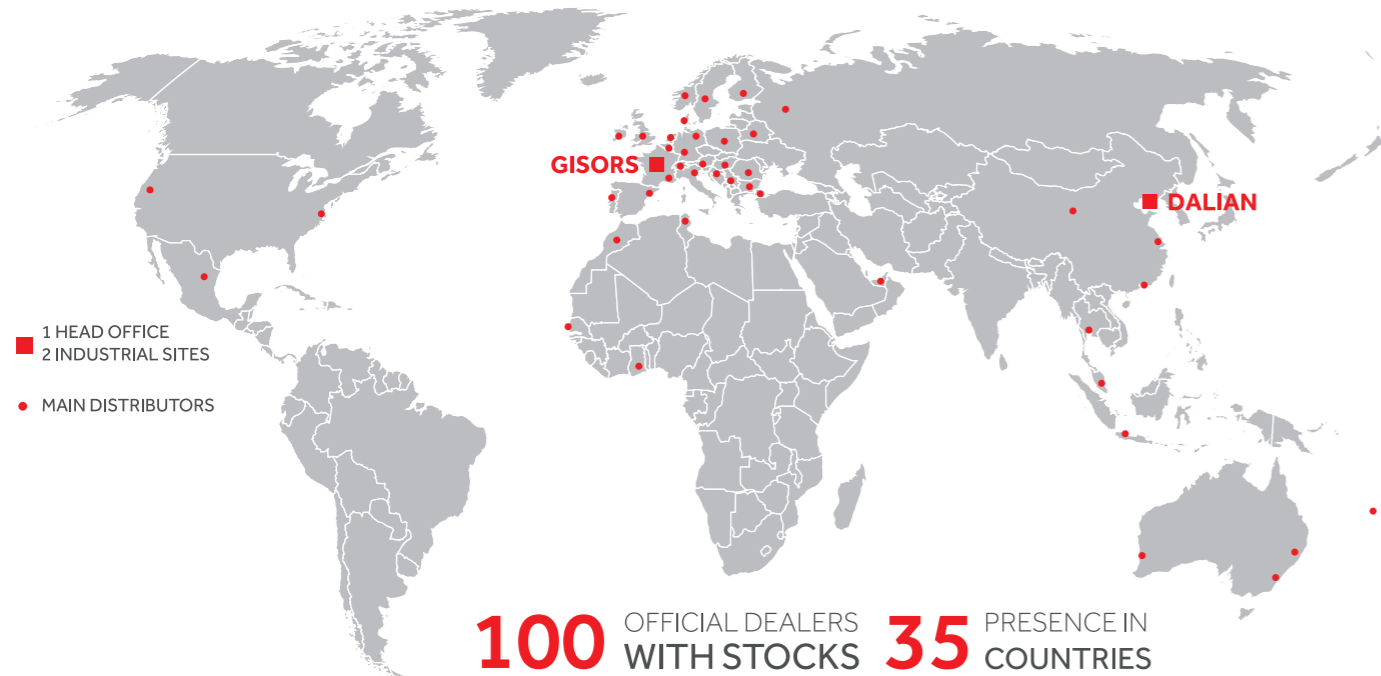 GISORS
DALIAN
1 HEAD OFFICE
2 INDUSTRIAL SITES
MAIN DISTRIBUTORS
100 OFFICIAL DEALERS
WITH STOCKS
35 PRESENCE IN
COUNTRIES